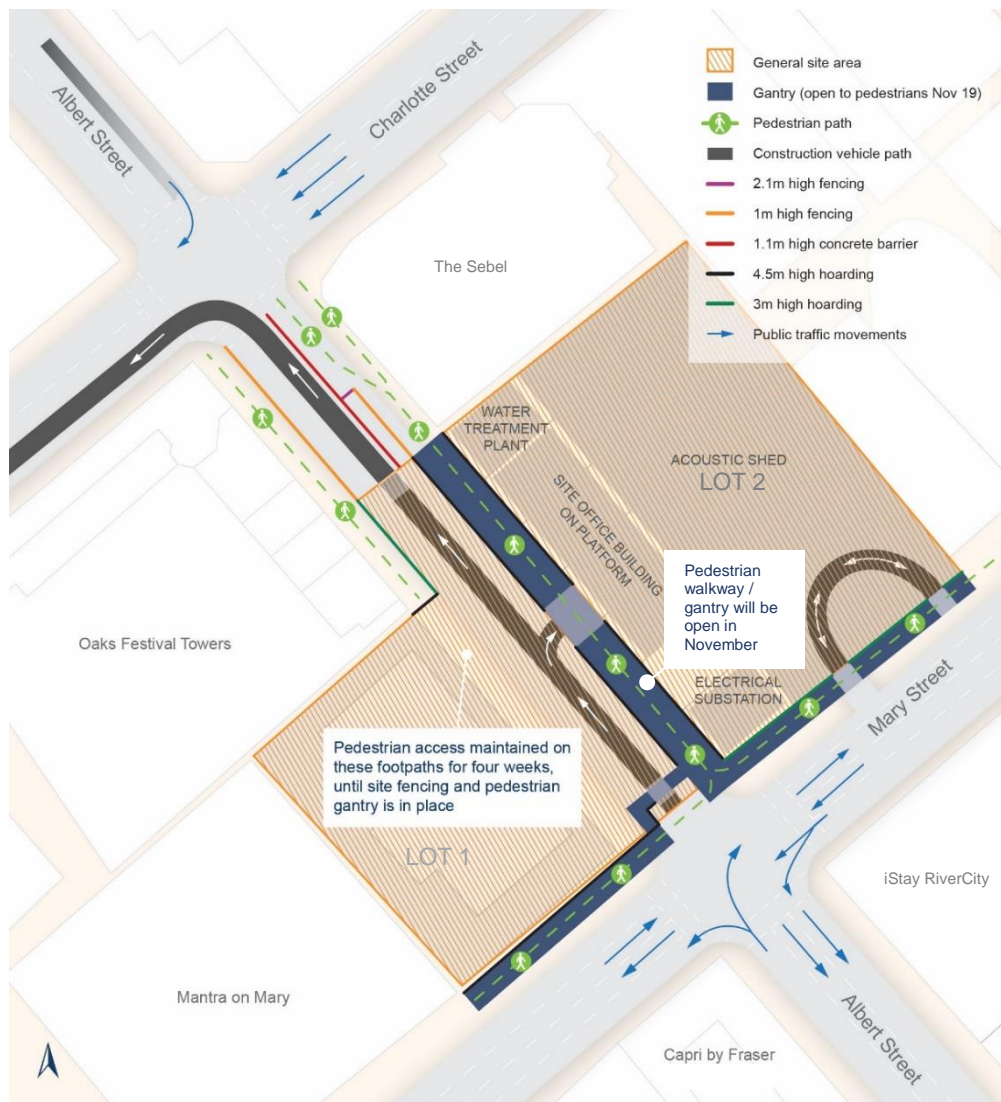 Albert Street
Charlotte Street
General site area
Gantry (open to pedestrians Nov 19)
Pedestrian path
Construction vehicle path
2.1m high fencing
1m high fencing
1.1m high concrete barrier
4.5m high hoarding
3m high hoarding
Public traffic movements
The Sebel
WATER
TREATMENT
PLANT
ACOUSTIC SHED
LOT 2
SITE OFFICE BUILDING
ON PLATFORM
Pedestrian
walkway /
gantry will be
open in
November
Oaks Festival Towers
ELECTRICAL
SUBSTATION
Mary Street
Pedestrian access maintained on
these footpaths for four weeks,
until site fencing and pedestrian
gantry is in place
LOT 1
iStay RiverCity
Mantra on Mary
Albert Street
Capri by Fraser